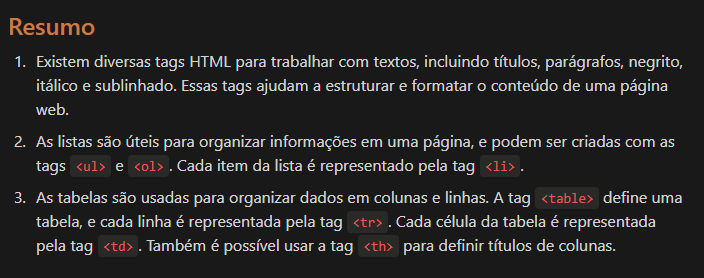 Resumo
1. Existem diversas tags HTML para trabalhar com textos, incluindo títulos, parágrafos, negrito,
itálico e sublinhado. Essas tags ajudam a estruturar e formatar o conteúdo de uma página
web.
2. As listas são úteis para organizar informações em uma página, e podem ser criadas com as
tags <ul> e <ol>. Cada item da lista é representado pela tag <li>.
3. As tabelas são usadas para organizar dados em colunas e linhas. A tag <table> define uma
tabela, e cada linha é representada pela tag <tr>. Cada célula da tabela é representada
pela tag <td>. Também é possível usar a tag <th> para definir títulos de colunas.